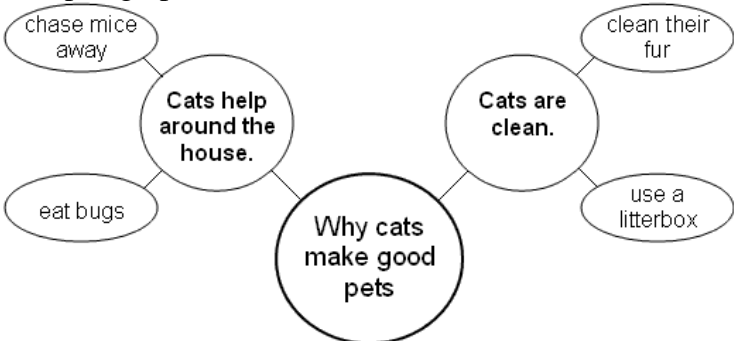 chase mice
away
clean their
fur
Cats help
around the
house.
Cats are
clean.
eat bugs
use a
litterbox
Why cats
make good
pets